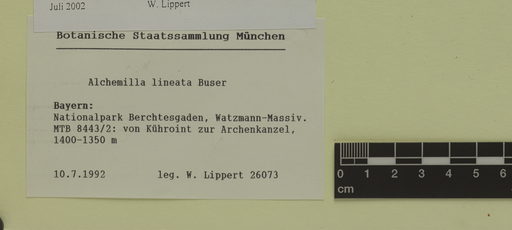 Juli 2002 W. Lippert
Botanische Staatssammlung München
Alchemilla lineata Buser
Bayern:
Nationalpark Berchtesgaden, Watzmann-Massiv.
MTB 8443/2: von Kühroint zur Archenkanzel,
1400-1350 m
10.7.1992 leg. W. Lippert 26073
0 1 2 3 4 5 6
cm